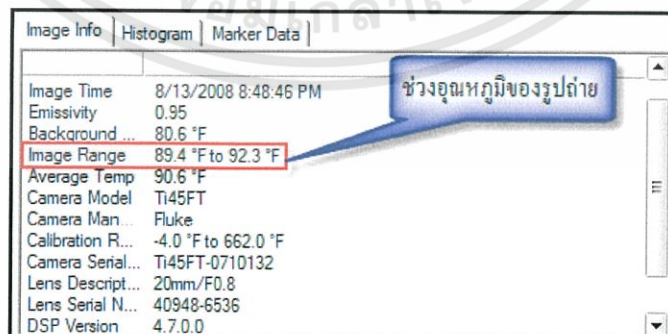 Image Info Histogram Marker Data
ช่วงอุณหภูมิของรูปถ่าย
Image Time 8/13/2008 8:48:46 PM
Emissivity 0.95
Background ... 80.6 °F
Image Range 89.4 °F to 92.3 °F
Average Temp 90.6 °F
Camera Model Ti45FT
Camera Man... Fluke
Calibration R... -4.0 °F to 662.0 °F
Camera Serial... Ti45FT-0710132
Lens Descript... 20mm/F0.8
Lens Serial N... 40948-6536
DSP Version 4.7.0.0